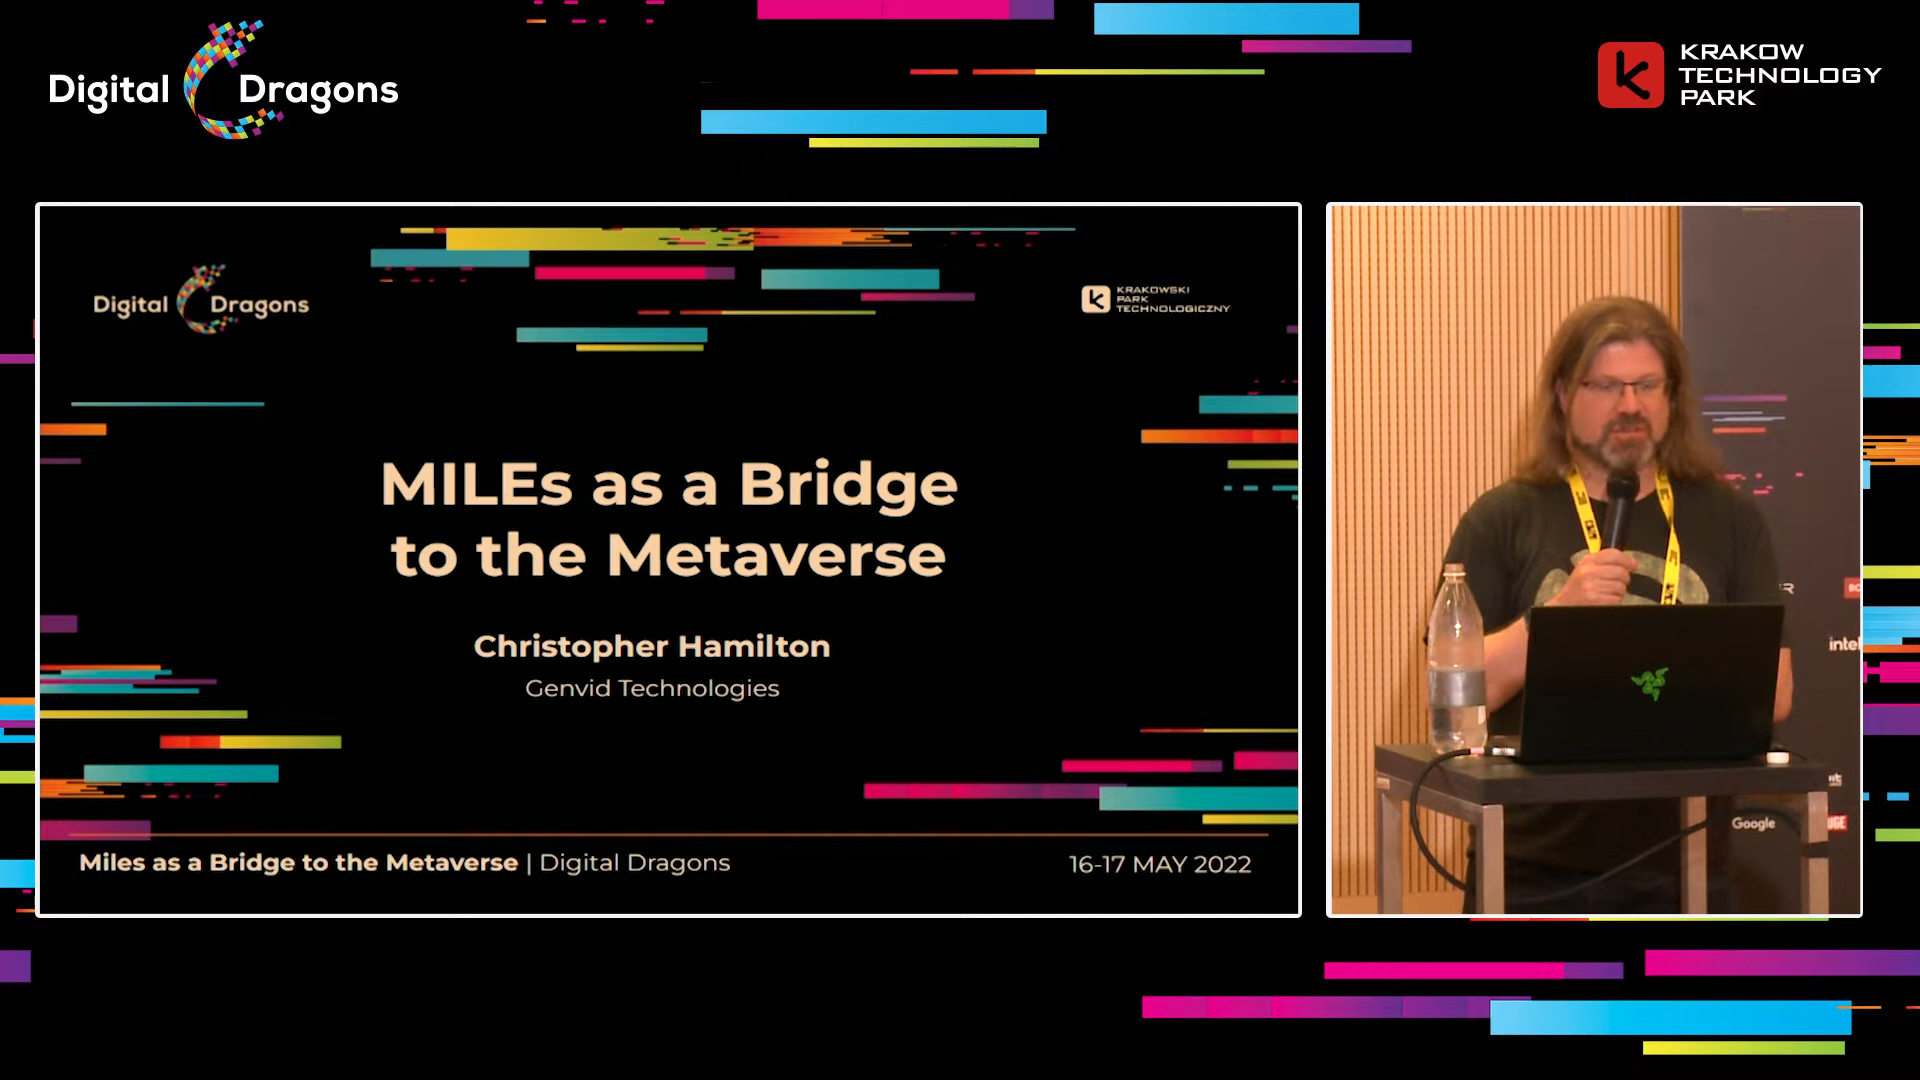 Digital Dragons
KRAKOW
TECHNOLOGY
PARK
Digital Dragons
KRAKOWSKI
PARK
TECHNOLOGICZNY
MILEs as a Bridge
to the Metaverse
Christopher Hamilton
Genvid Technologies
Miles as a Bridge to the Metaverse | Digital Dragons
16-17 MAY 2022
intel
Google